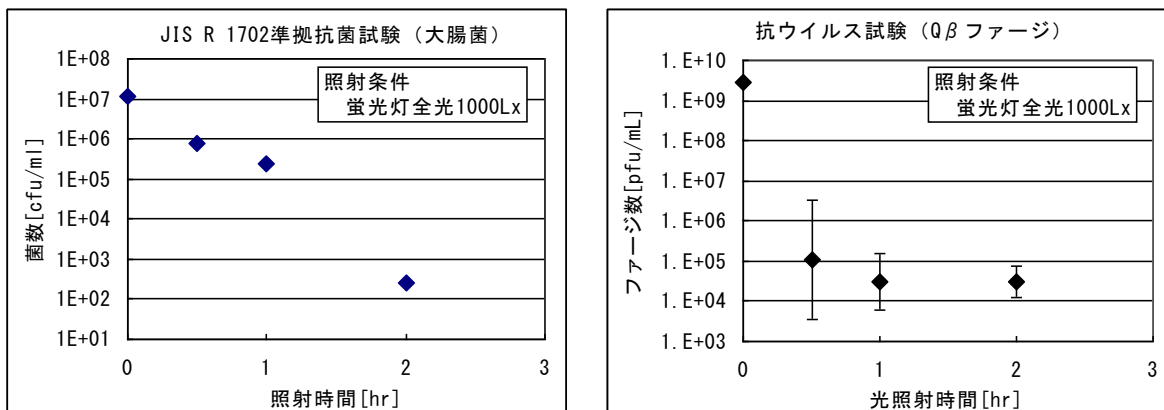 JIS R 1702準拠抗菌試験（大腸菌）
照射条件
蛍光灯全光1000Lx
菌数[cfu/ml]
1E+08
1E+07
1E+06
1E+05
1E+04
1E+03
1E+02
1E+01
0 1 2 3
照射時間[hr]
抗ウイルス試験（Qβファージ）
照射条件
蛍光灯全光1000Lx
ファージ数[pfu/mL]
1.E+10
1.E+09
1.E+08
1.E+07
1.E+06
1.E+05
1.E+04
1.E+03
0 1 2 3
光照射時間[hr]